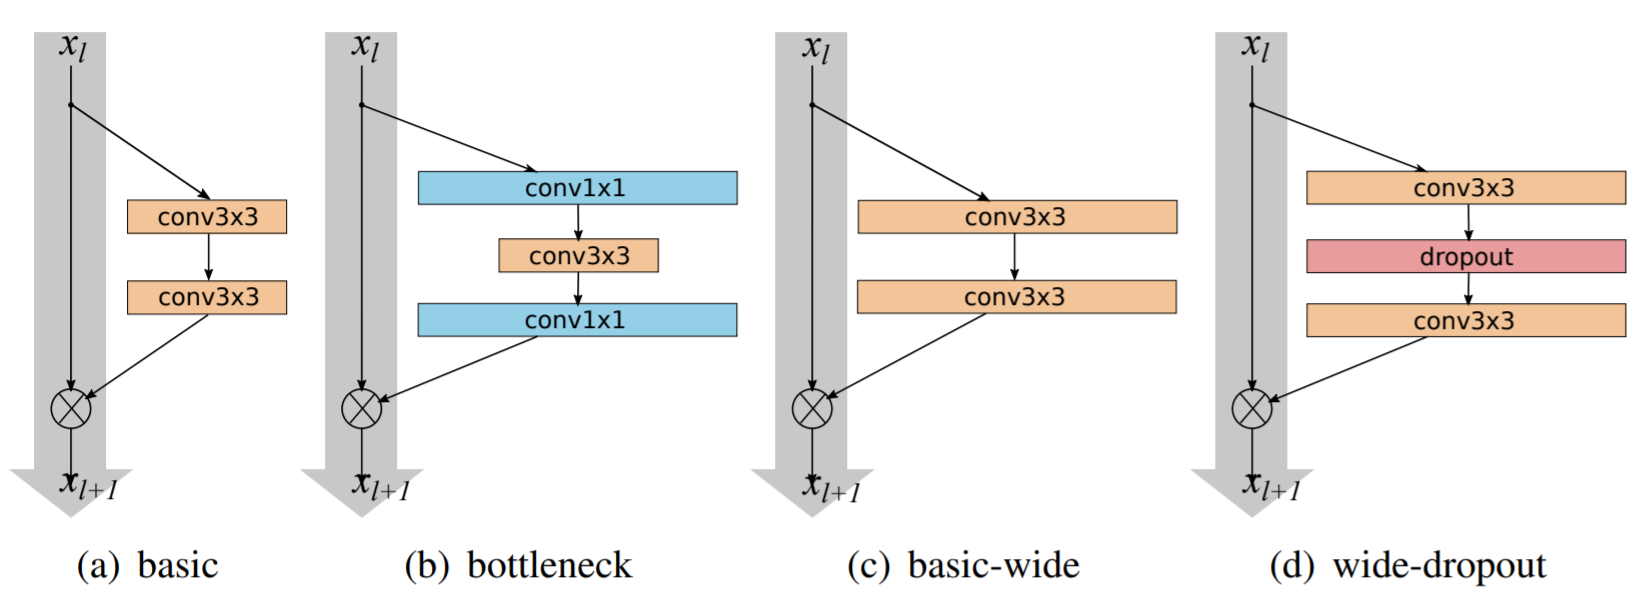 x_l
conv3x3
conv3x3
x_{l+1}
(a) basic
x_l
conv1x1
conv3x3
conv1x1
x_{l+1}
(b) bottleneck
x_l
conv3x3
conv3x3
x_{l+1}
(c) basic-wide
x_l
conv3x3
dropout
conv3x3
x_{l+1}
(d) wide-dropout